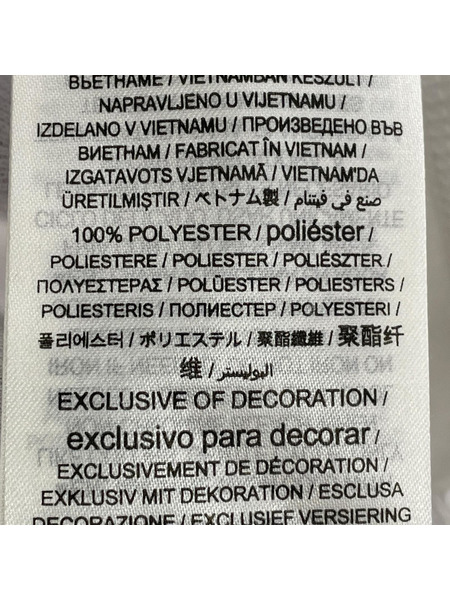 ВЬЕТНАМЕ / VIETNAMBAN KÉSZÜLT /
NAPRAVLJENO U VIJETNAMU /
IZDELANO V VIETNAMU / ПРОИЗВЕДЕНО ВЪВ
ВИЕТНАМ / FABRICAT ÎN VIETNAM /
IZGATAVOTS VJETNAMĀ / VIETNAM'DA
ÜRETILMIŞTIR / ベトナム製 / صنع في فيتنام
100% POLYESTER / poliéster /
POLIESTERE / POLIESTER / POLIÉSZTER /
ΠΟΛΥΕΣΤΕΡΑΣ / POLÜESTER / POLIESTERS /
POLIESTERIS / ПОЛИЕСТЕР / POLYESTERI /
폴리에스터 / ポリエステル / 聚酯纖維 / 聚酯纤
维 / البوليستر /
EXCLUSIVE OF DECORATION /
exclusivo para decorar /
EXCLUSIVEMENT DE DÉCORATION /
EXKLUSIV MIT DEKORATION / ESCLUSA
DECORAZIONE / EXCLUSIEF VERSIERING